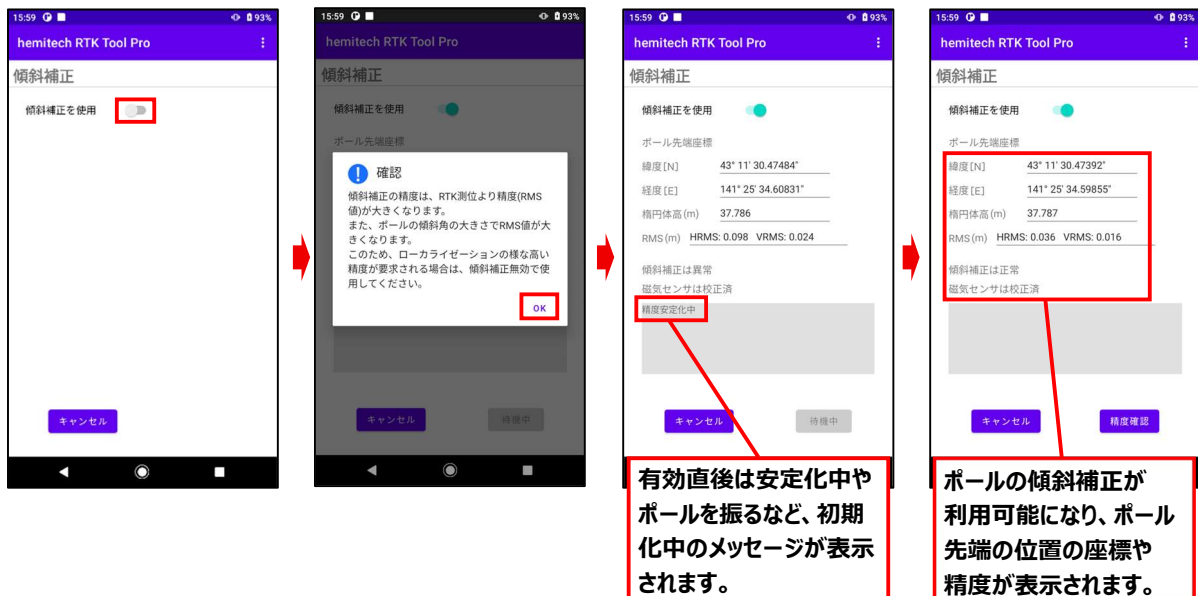 15:59 93%
hemitech RTK Tool Pro
傾斜補正
傾斜補正を使用
キャンセル
15:59 93%
hemitech RTK Tool Pro
傾斜補正
傾斜補正を使用
ポール先端座標
確認
傾斜補正の精度は、RTK測位より精度(RMS
値)が大きくなります。
また、ポールの傾斜角の大きさでRMS値が大
きくなります。
このため、ローカライゼーションの様な高い
精度が要求される場合は、傾斜補正無効で使
用してください。
OK
キャンセル 待機中
15:59 93%
hemitech RTK Tool Pro
傾斜補正
傾斜補正を使用
ポール先端座標
緯度[N] 43° 11' 30.47484"
経度[E] 141° 25' 34.60831"
楕円体高(m) 37.786
RMS(m) HRMS: 0.098 VRMS: 0.024
傾斜補正は異常
磁気センサは校正済
精度安定化中
キャンセル 待機中
有効直後は安定化中や
ポールを振るなど、初期
化中のメッセージが表示
されます。
15:59 93%
hemitech RTK Tool Pro
傾斜補正
傾斜補正を使用
ポール先端座標
緯度[N] 43° 11' 30.47392"
経度[E] 141° 25' 34.59855"
楕円体高(m) 37.787
RMS(m) HRMS: 0.036 VRMS: 0.016
傾斜補正は正常
磁気センサは校正済
キャンセル 精度確認
ポールの傾斜補正が
利用可能になり、ポール
先端の位置の座標や
精度が表示されます。